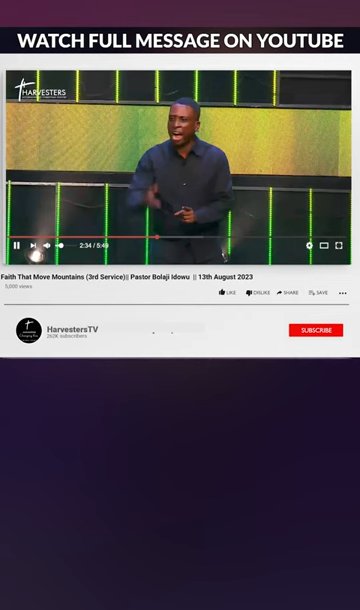 WATCH FULL MESSAGE ON YOUTUBE
HARVESTERS
2:34 / 5:49
Faith That Move Mountains (3rd Service)|| Pastor Bolaji Idowu || 13th August 2023
5,000 views
LIKE DISLIKE SHARE SAVE
HarvestersTV
262K subscribers
SUBSCRIBE